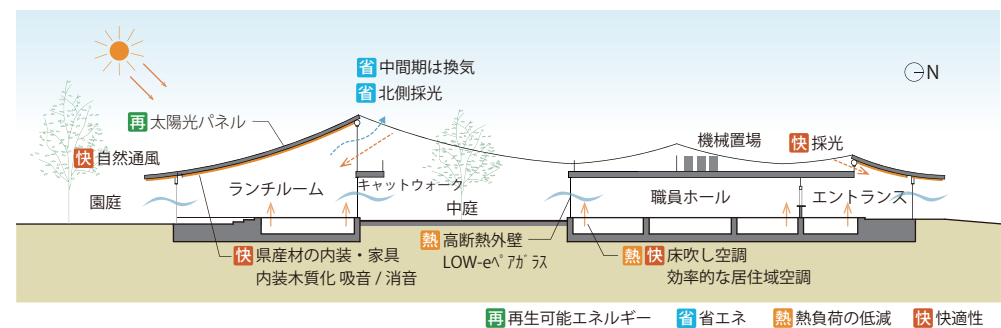 省 中間期は換気
省 北側採光
N
再 太陽光パネル
機械置場
快 採光
快 自然通風
ランチルーム
キャットウォーク
職員ホール
エントランス
園庭
中庭
快 県産材の内装・家具
内装木質化 吸音 / 消音
熱 高断熱外壁
LOW-eﾍﾟｱｶﾞﾗｽ
熱 快 床吹し空調
効率的な居住域空調
再 再生可能エネルギー 省 省エネ 熱 熱負荷の低減 快 快適性